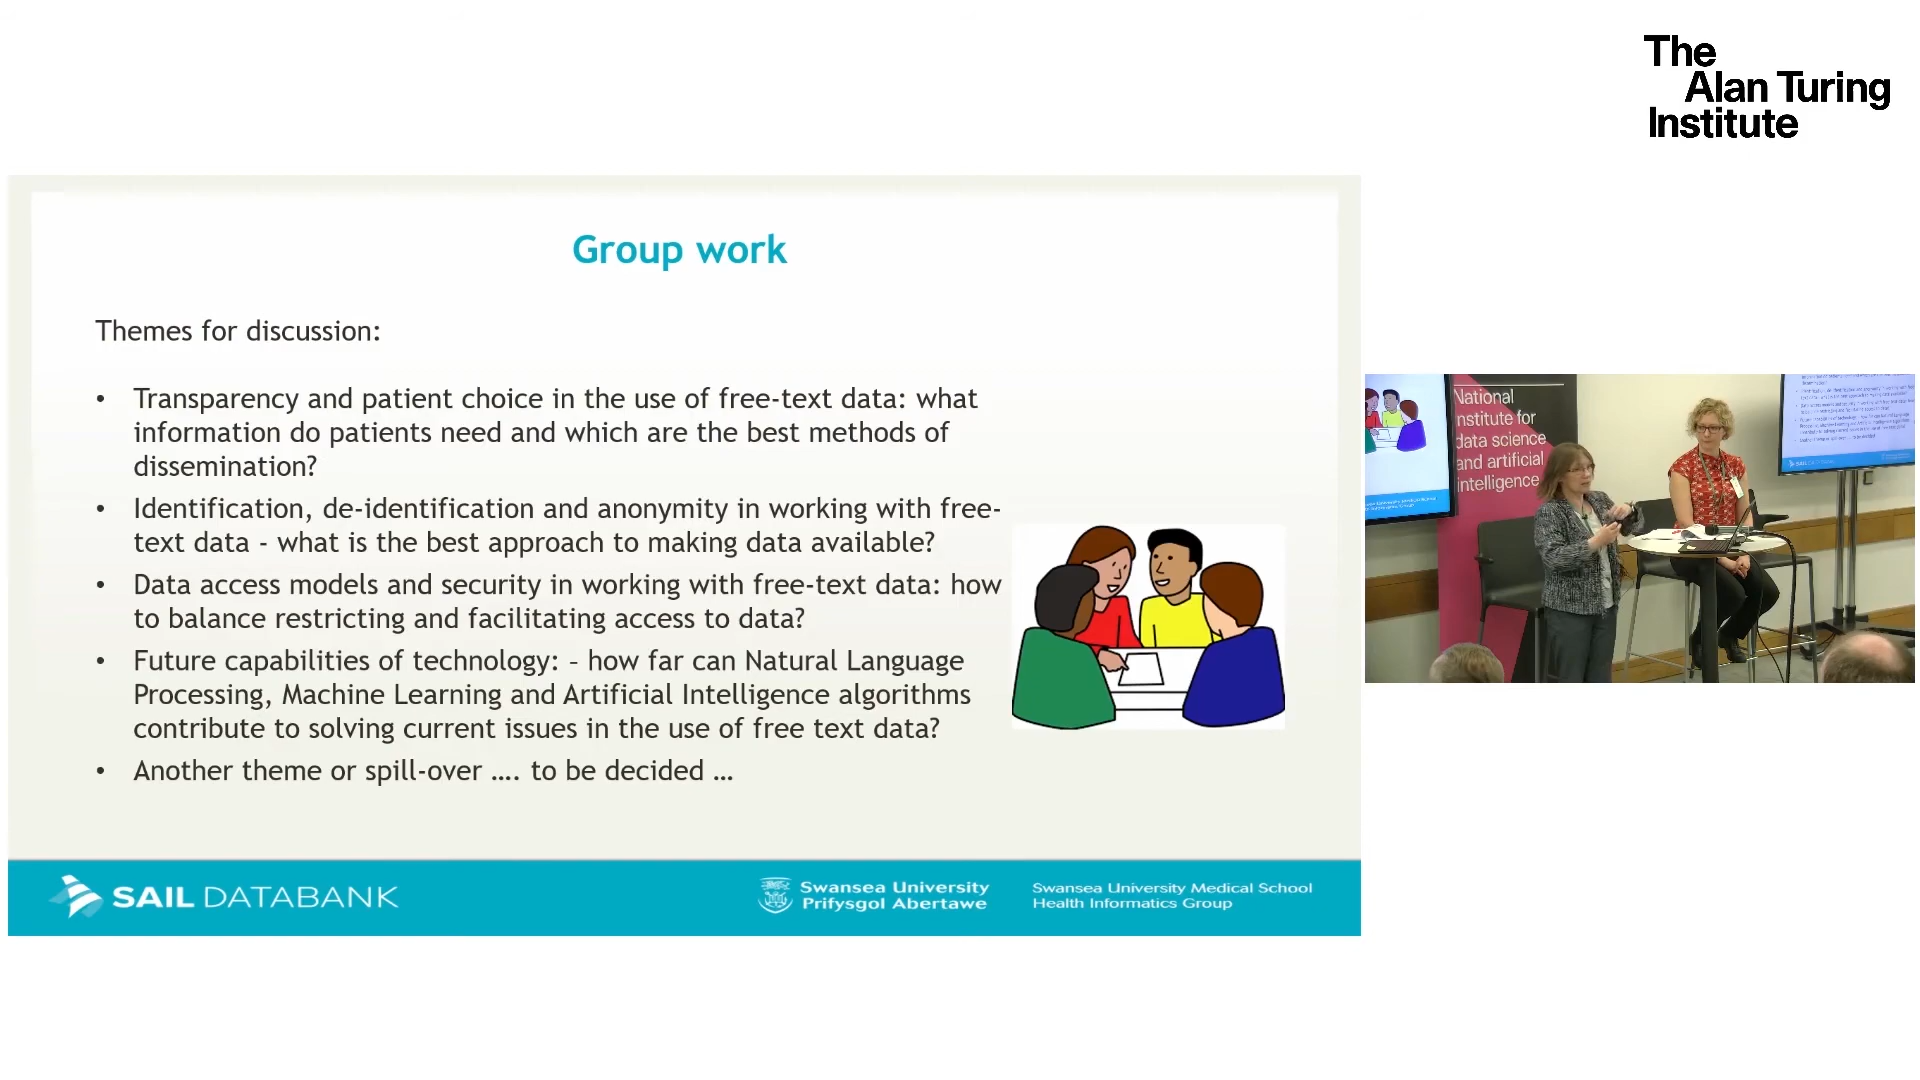 The
Alan Turing
Institute
Group work
Themes for discussion:
• Transparency and patient choice in the use of free-text data: what
information do patients need and which are the best methods of
dissemination?
• Identification, de-identification and anonymity in working with free-
text data - what is the best approach to making data available?
• Data access models and security in working with free-text data: how
to balance restricting and facilitating access to data?
• Future capabilities of technology: – how far can Natural Language
Processing, Machine Learning and Artificial Intelligence algorithms
contribute to solving current issues in the use of free text data?
• Another theme or spill-over …. to be decided …
SAIL DATABANK
Swansea University
Prifysgol Abertawe
Swansea University Medical School
Health Informatics Group
National
nstitute for
data science
and artificial
intelligence